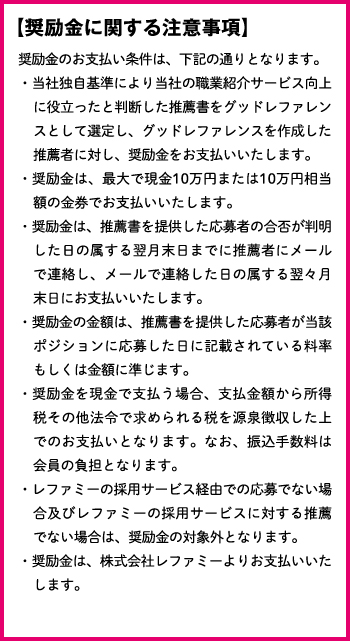 【奨励金に関する注意事項】
奨励金のお支払い条件は、下記の通りとなります。
・当社独自基準により当社の職業紹介サービス向上
に役立ったと判断した推薦書をグッドレファレン
スとして選定し、グッドレファレンスを作成した
推薦者に対し、奨励金をお支払いいたします。
・奨励金は、最大で現金10万円または10万円相当
額の金券でお支払いいたします。
・奨励金は、推薦書を提供した応募者の合否が判明
した日の属する翌月末日までに推薦者にメール
で連絡し、メールで連絡した日の属する翌々月
末日にお支払いいたします。
・奨励金の金額は、推薦書を提供した応募者が当該
ポジションに応募した日に記載されている料率
もしくは金額に準じます。
・奨励金を現金で支払う場合、支払金額から所得
税その他法令で求められる税を源泉徴収した上
でのお支払いとなります。なお、振込手数料は
会員の負担となります。
・レファミーの採用サービス経由での応募でない場
合及びレファミーの採用サービスに対する推薦
でない場合は、奨励金の対象外となります。
・奨励金は、株式会社レファミーよりお支払いいた
します。